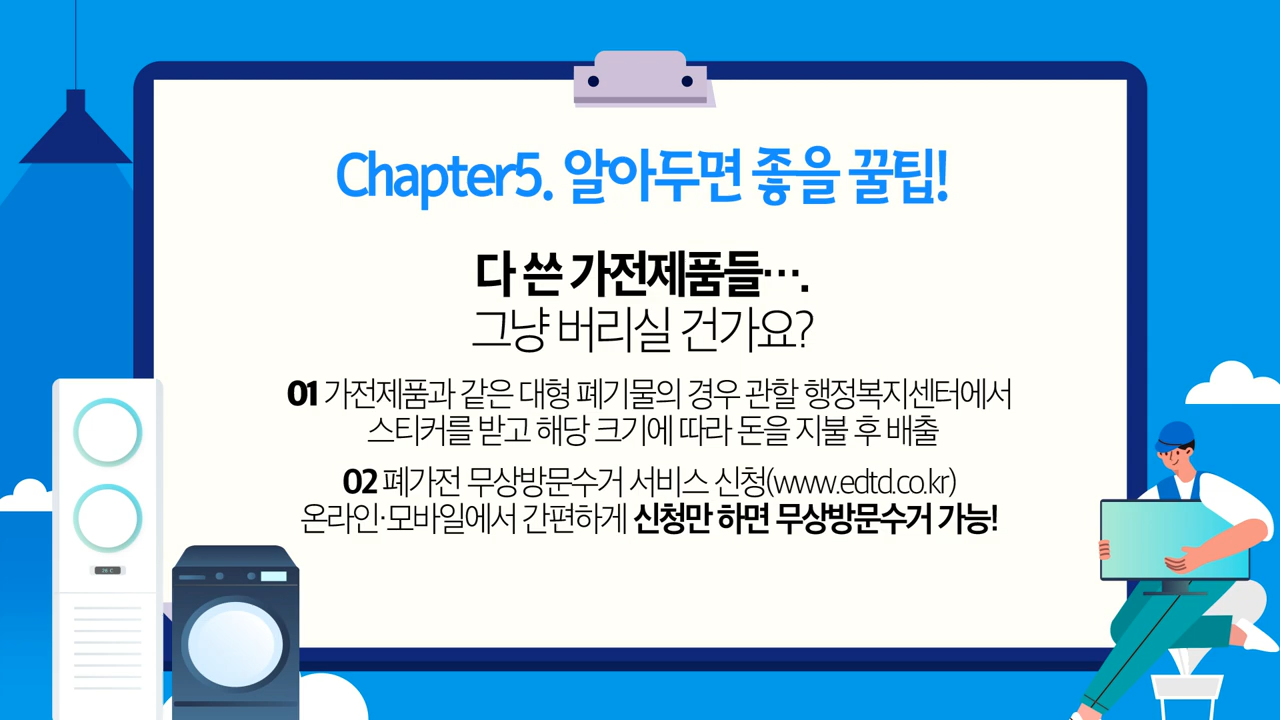 Chapter5. 알아두면 좋을 꿀팁!
다 쓴 가전제품들….
그냥 버리실 건가요?
01 가전제품과 같은 대형 폐기물의 경우 관할 행정복지센터에서
스티커를 받고 해당 크기에 따라 돈을 지불 후 배출
02 폐가전 무상방문수거 서비스 신청(www.edtd.co.kr)
온라인·모바일에서 간편하게 신청만 하면 무상방문수거 가능!